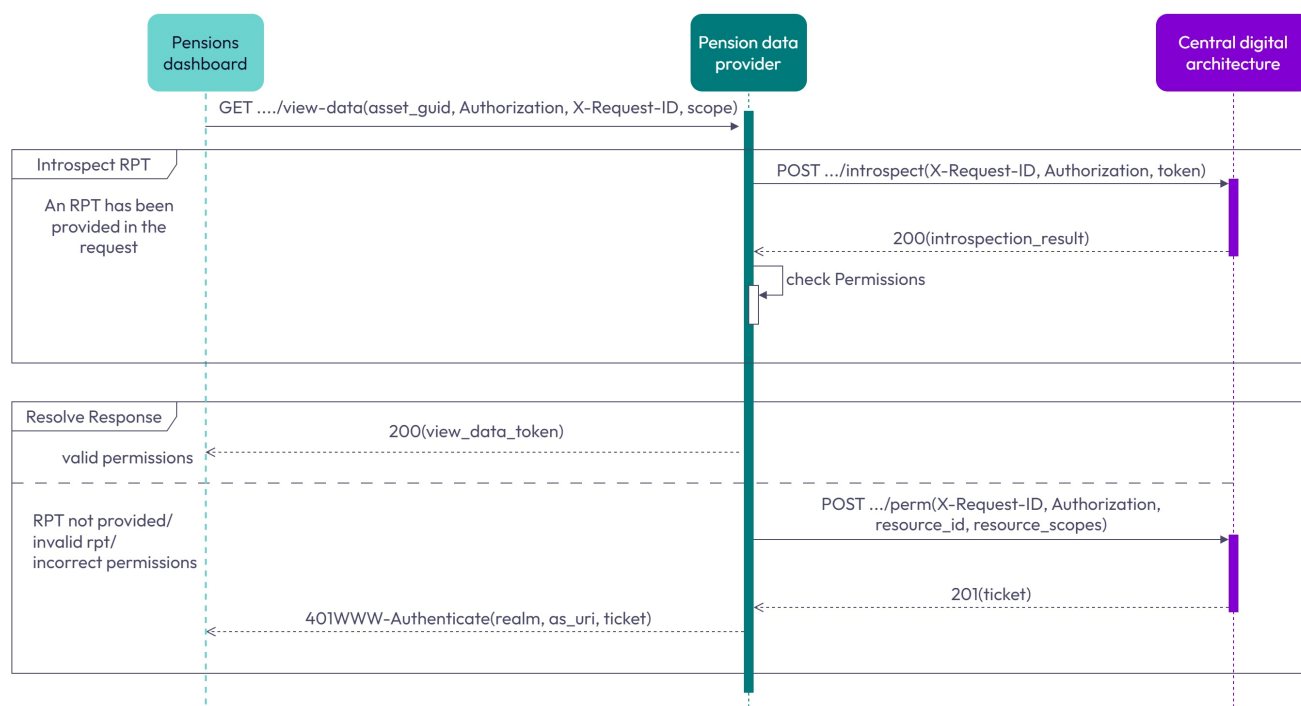 Pensions
dashboard
Pension data
provider
Central digital
architecture
GET ..../view-data(asset_guid, Authorization, X-Request-ID, scope)
Introspect RPT
An RPT has been
provided in the
request
POST .../introspect(X-Request-ID, Authorization, token)
200(introspection_result)
check Permissions
Resolve Response
200(view_data_token)
valid permissions
POST .../perm(X-Request-ID, Authorization,
resource_id, resource_scopes)
RPT not provided/
invalid rpt/
incorrect permissions
201(ticket)
401WWW-Authenticate(realm, as_uri, ticket)